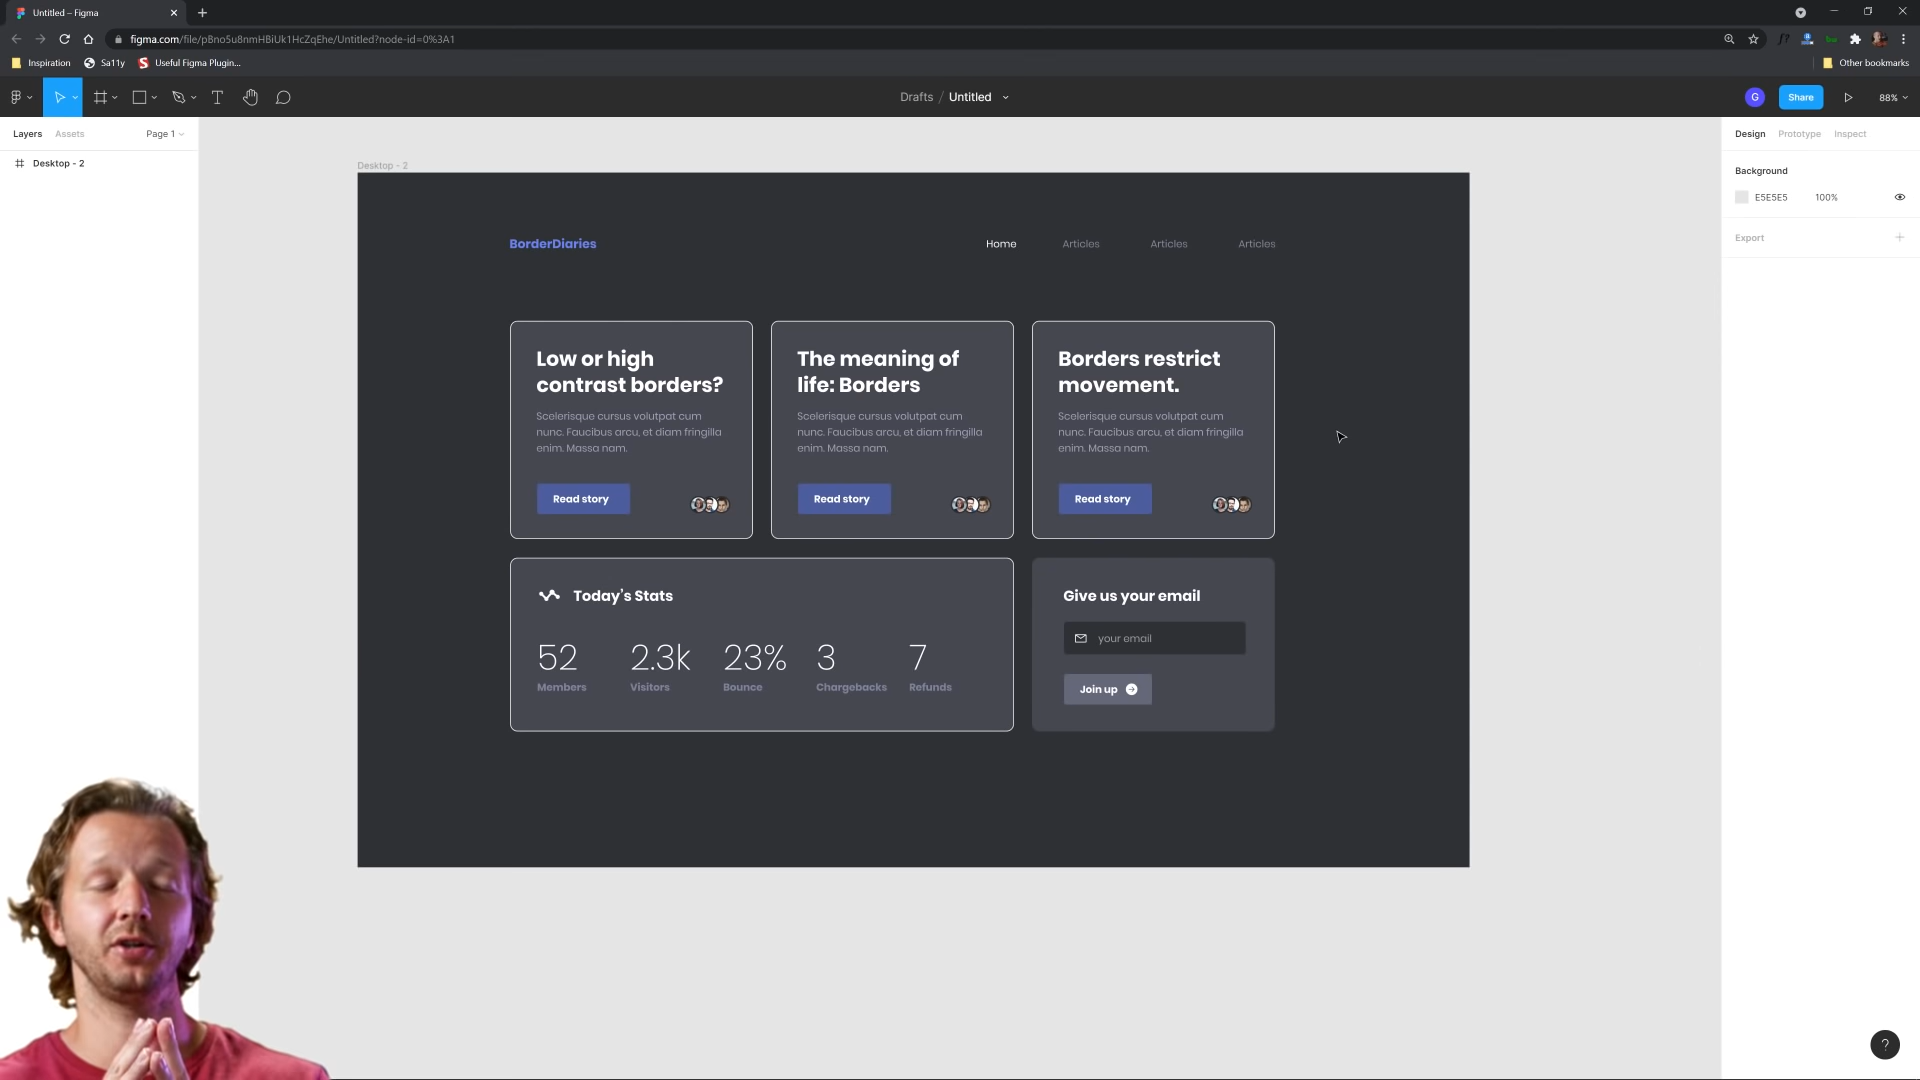 Untitled – Figma
figma.com/file/pBno5u8nmHBiUk1HcZqEhe/Untitled?node-id=0%3A1
Inspiration
Sa11y
Useful Figma Plugin...
Other bookmarks
Drafts / Untitled
G
Share
88%
Layers
Assets
Page 1
Desktop - 2
Design
Prototype
Inspect
Background
E5E5E5
100%
Export
Desktop - 2
BorderDiaries
Home
Articles
Articles
Articles
Low or high
contrast borders?
Scelerisque cursus volutpat cum
nunc. Faucibus arcu, et diam fringilla
enim. Massa nam.
Read story
The meaning of
life: Borders
Scelerisque cursus volutpat cum
nunc. Faucibus arcu, et diam fringilla
enim. Massa nam.
Read story
Borders restrict
movement.
Scelerisque cursus volutpat cum
nunc. Faucibus arcu, et diam fringilla
enim. Massa nam.
Read story
Today's Stats
52
Members
2.3k
Visitors
23%
Bounce
3
Chargebacks
7
Refunds
Give us your email
your email
Join up
?